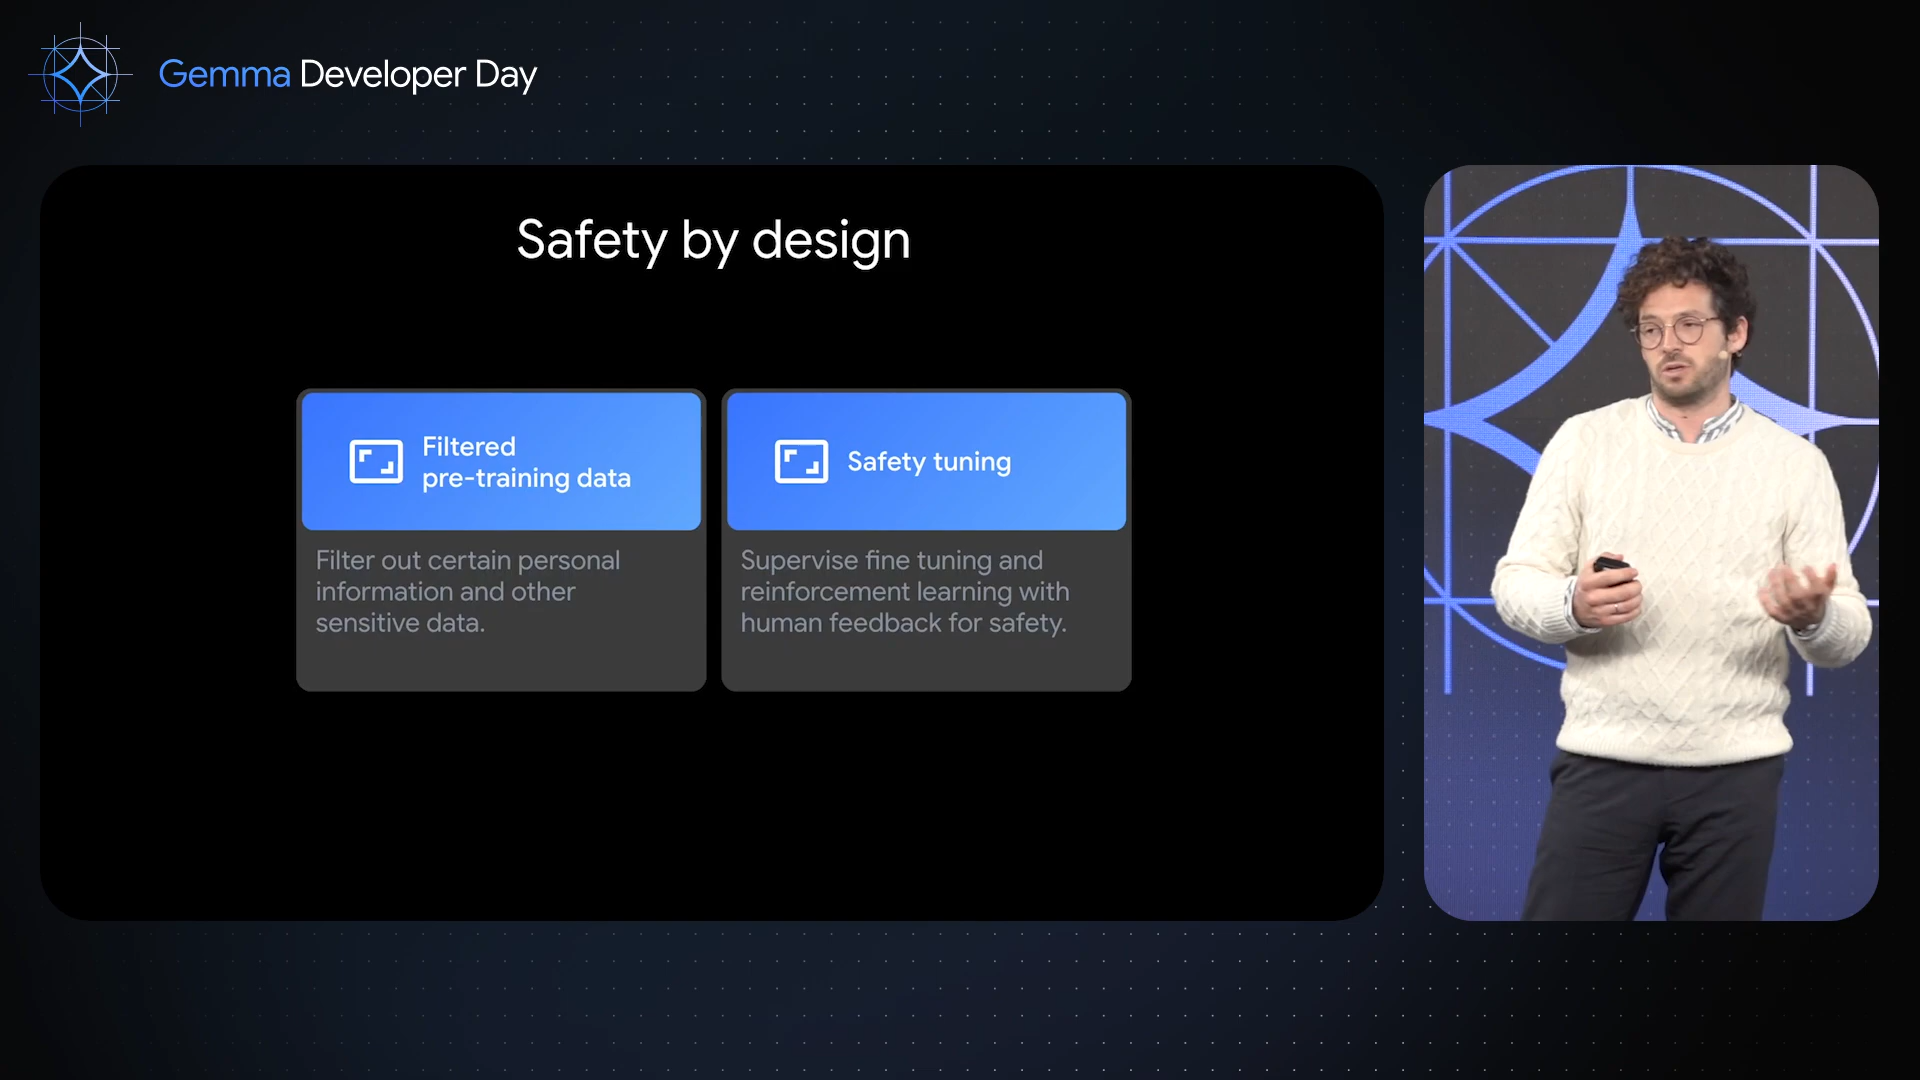 Gemma Developer Day
Safety by design
Filtered
pre-training data
Filter out certain personal
information and other
sensitive data.
Safety tuning
Supervise fine tuning and
reinforcement learning with
human feedback for safety.